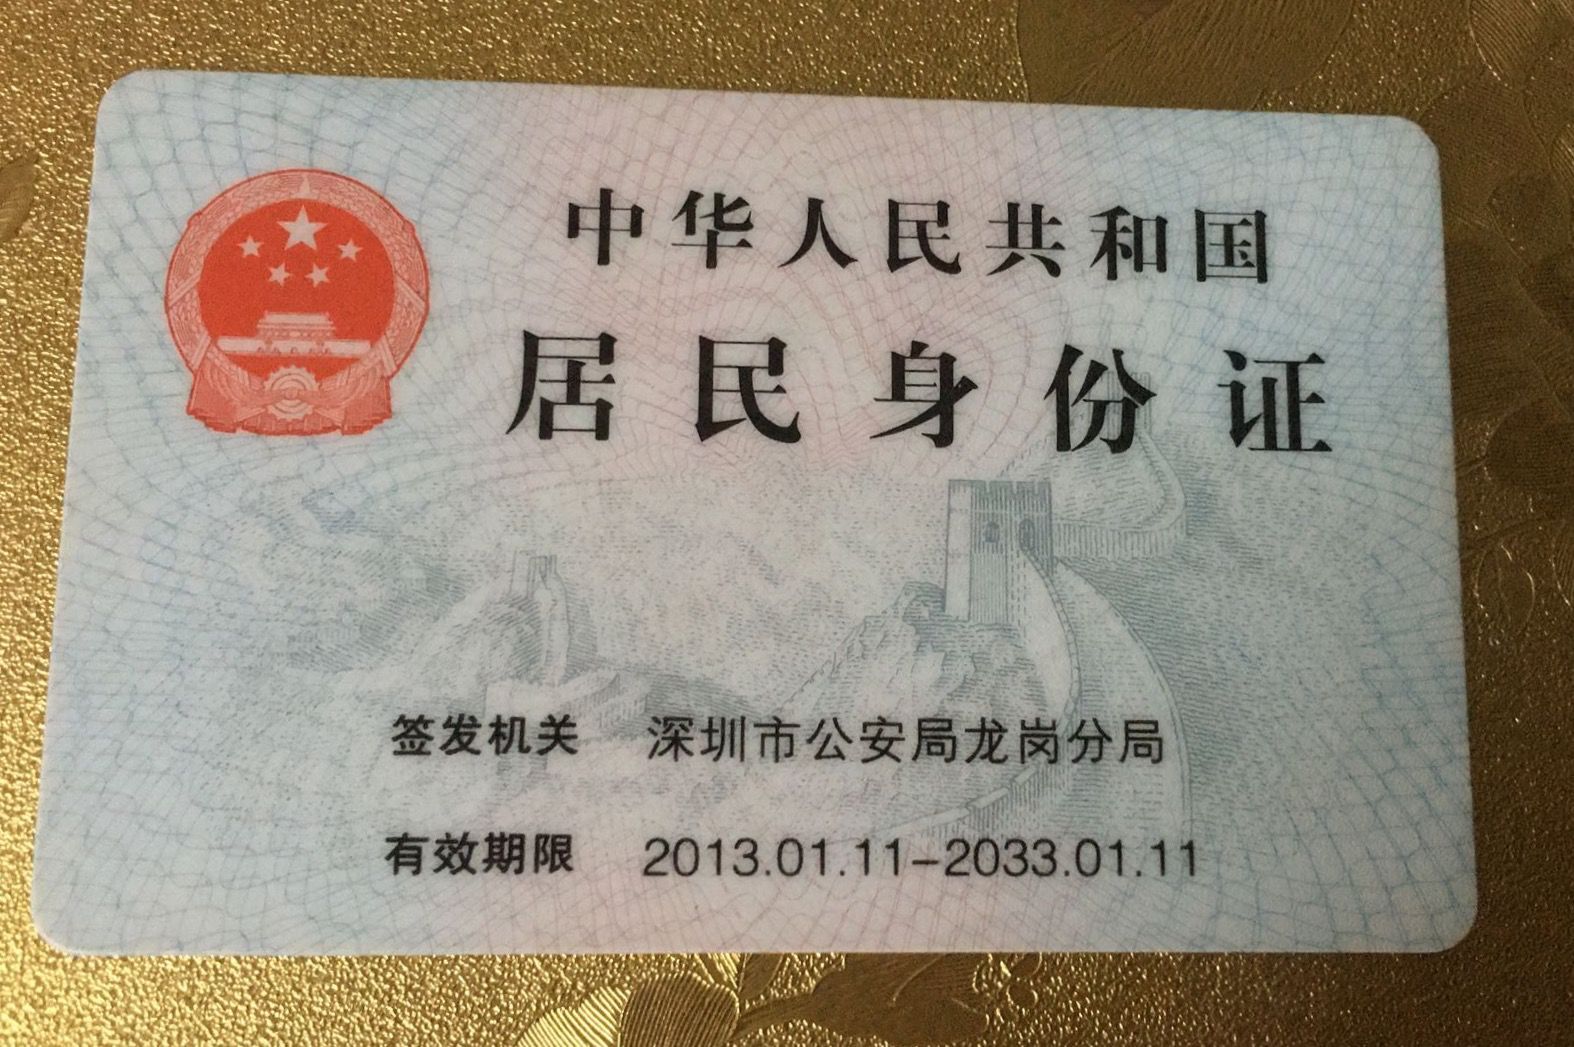 中华人民共和国
居民身份证
签发机关 深圳市公安局龙岗分局
有效期限 2013.01.11-2033.01.11